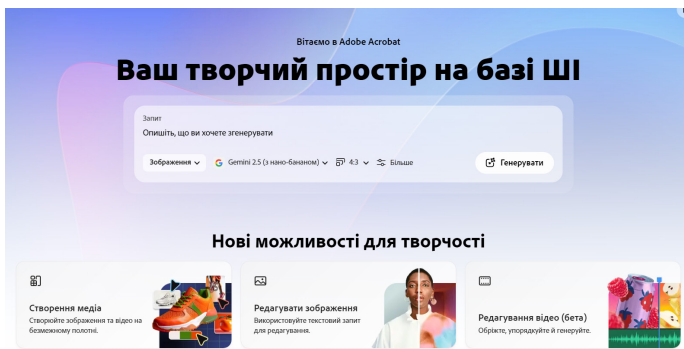 Вітаємо в Adobe Acrobat
Ваш творчий простір на базі ШІ
Запит
Опишіть, що ви хочете згенерувати
Зображення
Gemini 2.5 (з нано-бананом)
4:3
Більше
Генерувати
Нові можливості для творчості
Створення медіа
Створюйте зображення та відео на
безмежному полотні.
Редагувати зображення
Використовуйте текстовий запит
для редагування.
Редагування відео (бета)
Обріжте, упорядкуйте й генеруйте.